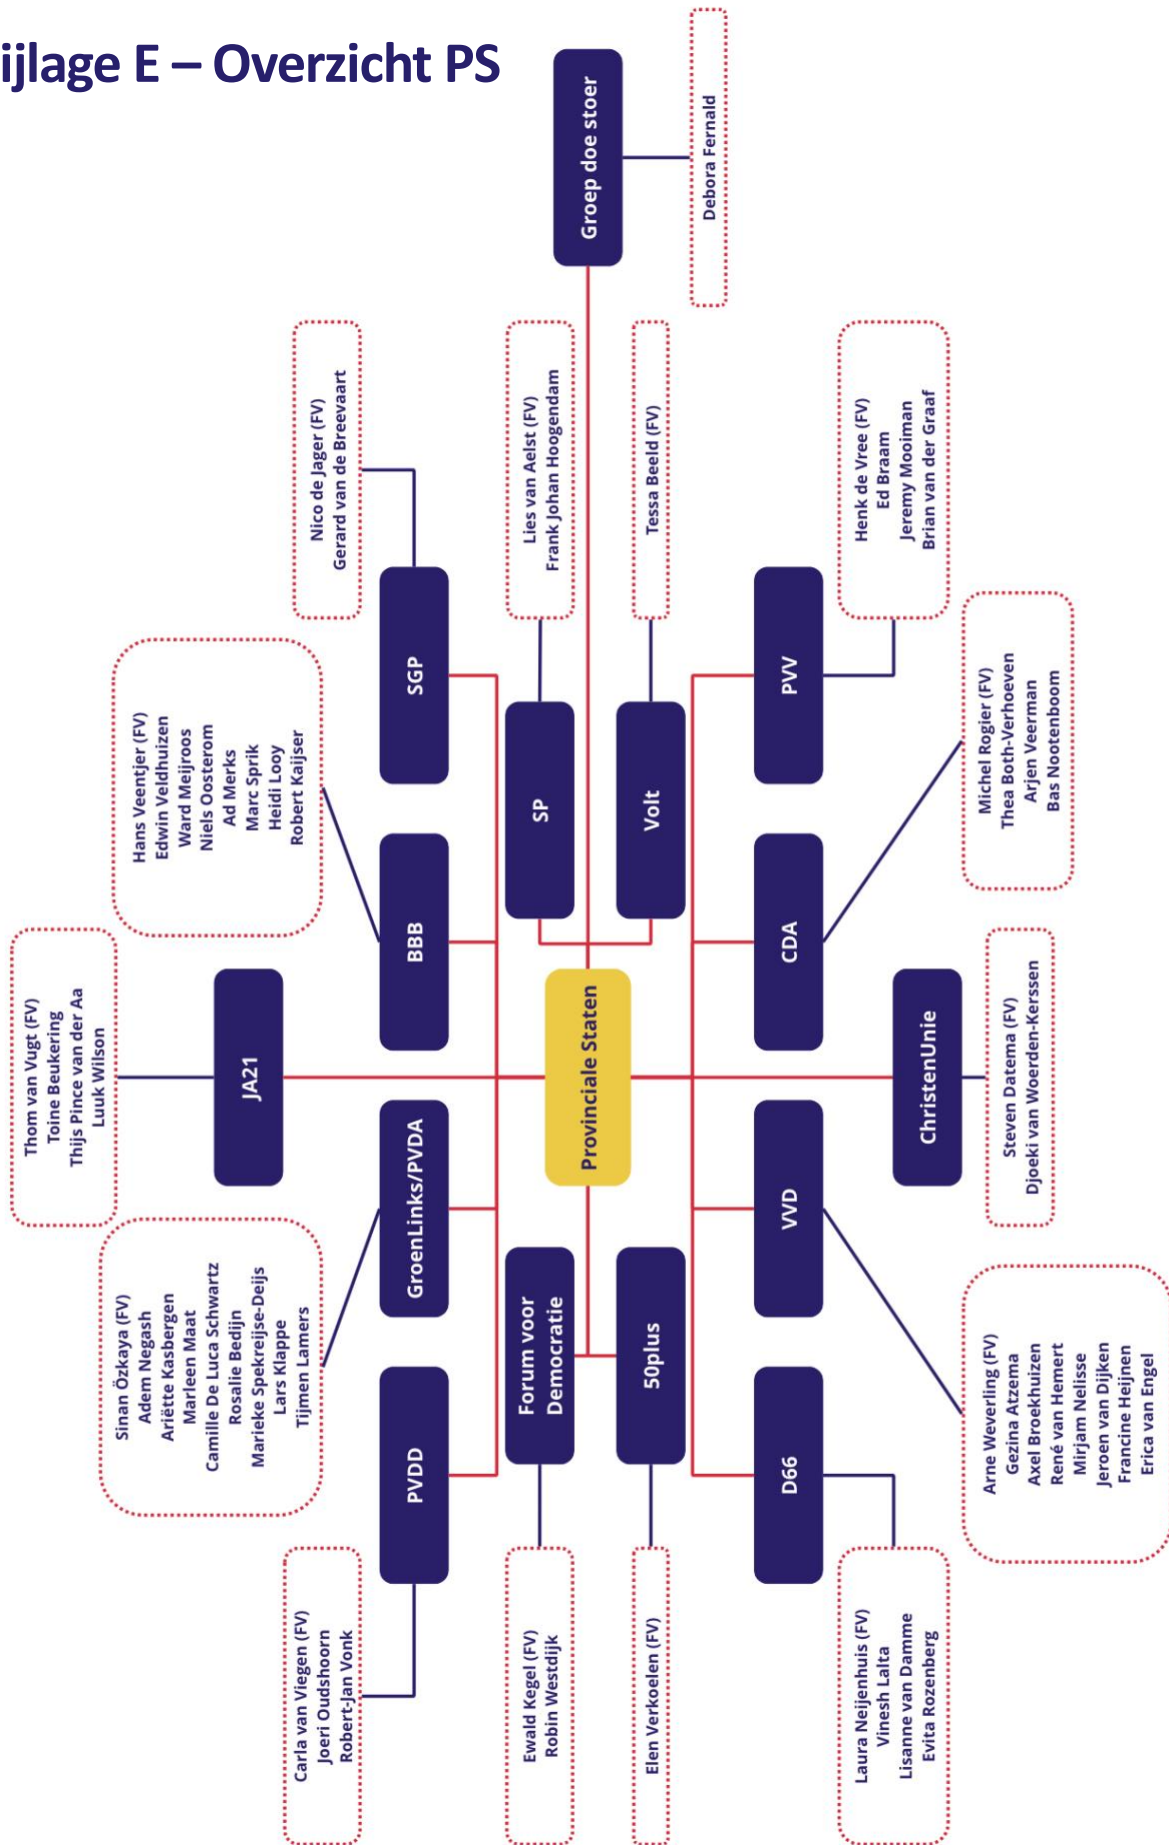 ijlage E – Overzicht PS
Carla van Viegen (FV)
Joeri Oudshoorn
Robert-Jan Vonk
PVDD
Sinan Özkaya (FV)
Adem Negash
Ariëtte Kasbergen
Marleen Maat
Camille De Luca Schwartz
Rosalie Bedijn
Marieke Spekreijse-Deijs
Lars Klappe
Tijmen Lamers
GroenLinks/PVDA
Thom van Vugt (FV)
Toine Beukering
Thijs Pince van der Aa
Luuk Wilson
JA21
Hans Veentjer (FV)
Edwin Veldhuizen
Ward Meijroos
Niels Oosterom
Ad Merks
Marc Sprik
Heidi Looy
Robert Kaijser
BBB
Nico de Jager (FV)
Gerard van de Breevaart
SGP
Ewald Kegel (FV)
Robin Westdijk
Forum voor
Democratie
Elen Verkoelen (FV)
50plus
Provinciale Staten
SP
Lies van Aelst (FV)
Frank Johan Hoogendam
Volt
Tessa Beeld (FV)
Groep doe stoer
Debora Fernald
D66
Laura Neijenhuis (FV)
Vinesh Lalta
Lisanne van Damme
Evita Rozenberg
VVD
Arne Weverling (FV)
Gezina Atzema
Axel Broekhuizen
René van Hemert
Mirjam Nelisse
Jeroen van Dijken
Francine Heijnen
Erica van Engel
ChristenUnie
Steven Datema (FV)
Djoeki van Woerden-Kerssen
CDA
Michel Rogier (FV)
Thea Both-Verhoeven
Arjen Veerman
Bas Nootenboom
PVV
Henk de Vree (FV)
Ed Braam
Jeremy Mooiman
Brian van der Graaf